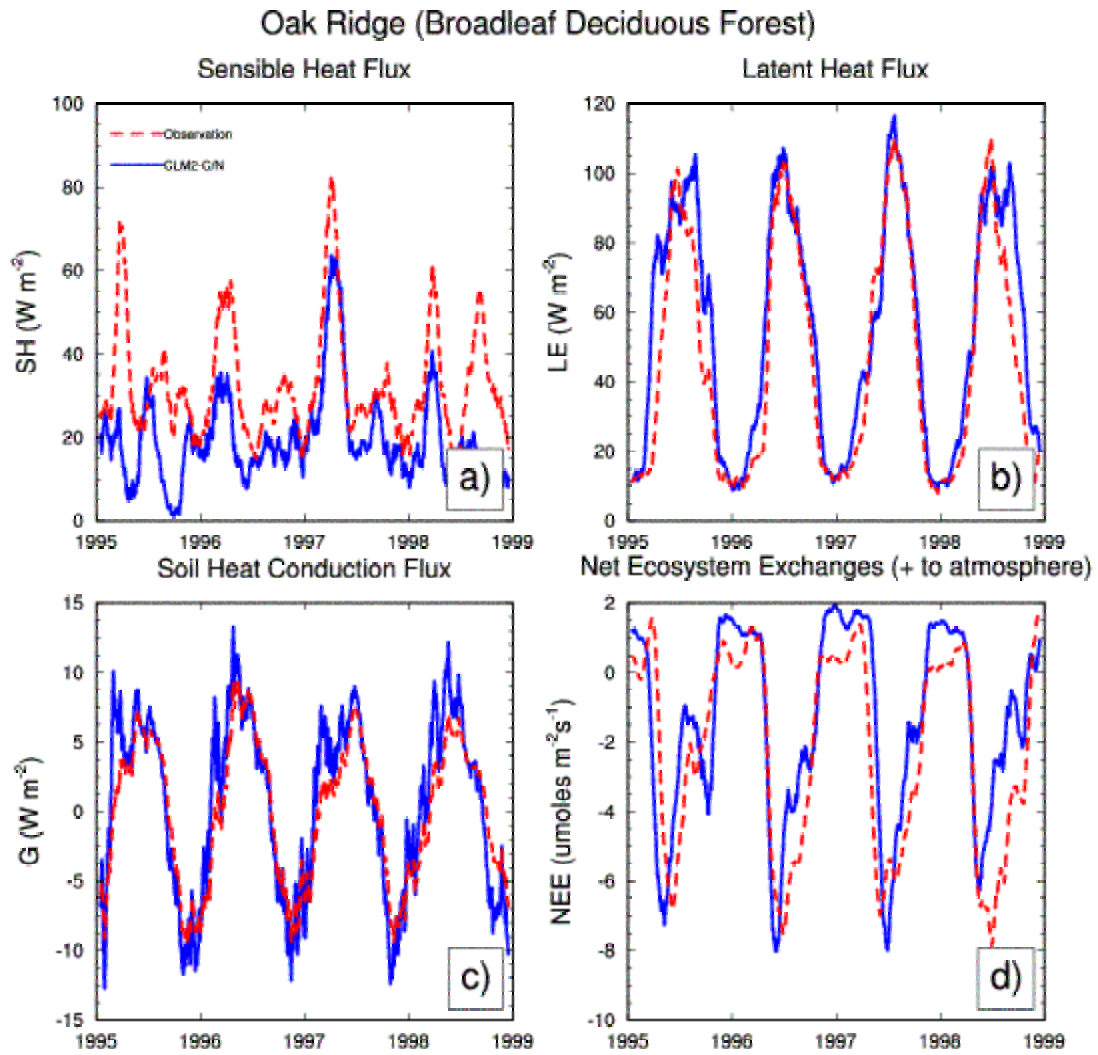 Oak Ridge (Broadleaf Deciduous Forest)
Sensible Heat Flux
Latent Heat Flux
100
80
60
40
20
0
SH (W m-2)
Observation
CLM2-C/N
a)
1995 1996 1997 1998 1999
120
100
80
60
40
20
0
LE (W m-2)
b)
1995 1996 1997 1998 1999
Soil Heat Conduction Flux
Net Ecosystem Exchanges (+ to atmosphere)
15
10
5
0
-5
-10
-15
G (W m-2)
c)
1995 1996 1997 1998 1999
2
0
-2
-4
-6
-8
-10
NEE (umoles m-2s-1)
d)
1995 1996 1997 1998 1999